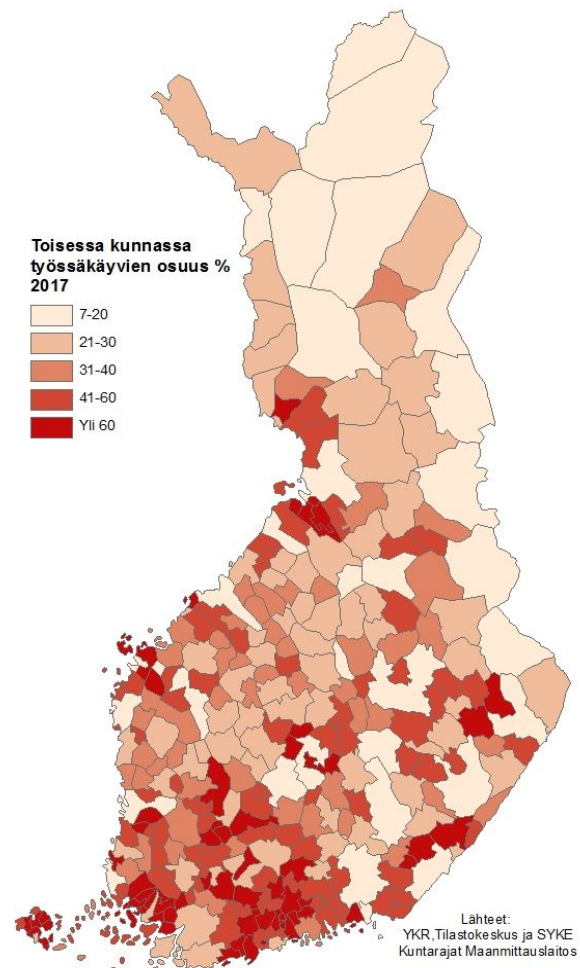 Toisessa kunnassa
työssäkäyvien osuus %
2017
7-20
21-30
31-40
41-60
Yli 60
Lähteet:
YKR,Tilastokeskus ja SYKE
Kuntarajat Maanmittauslaitos